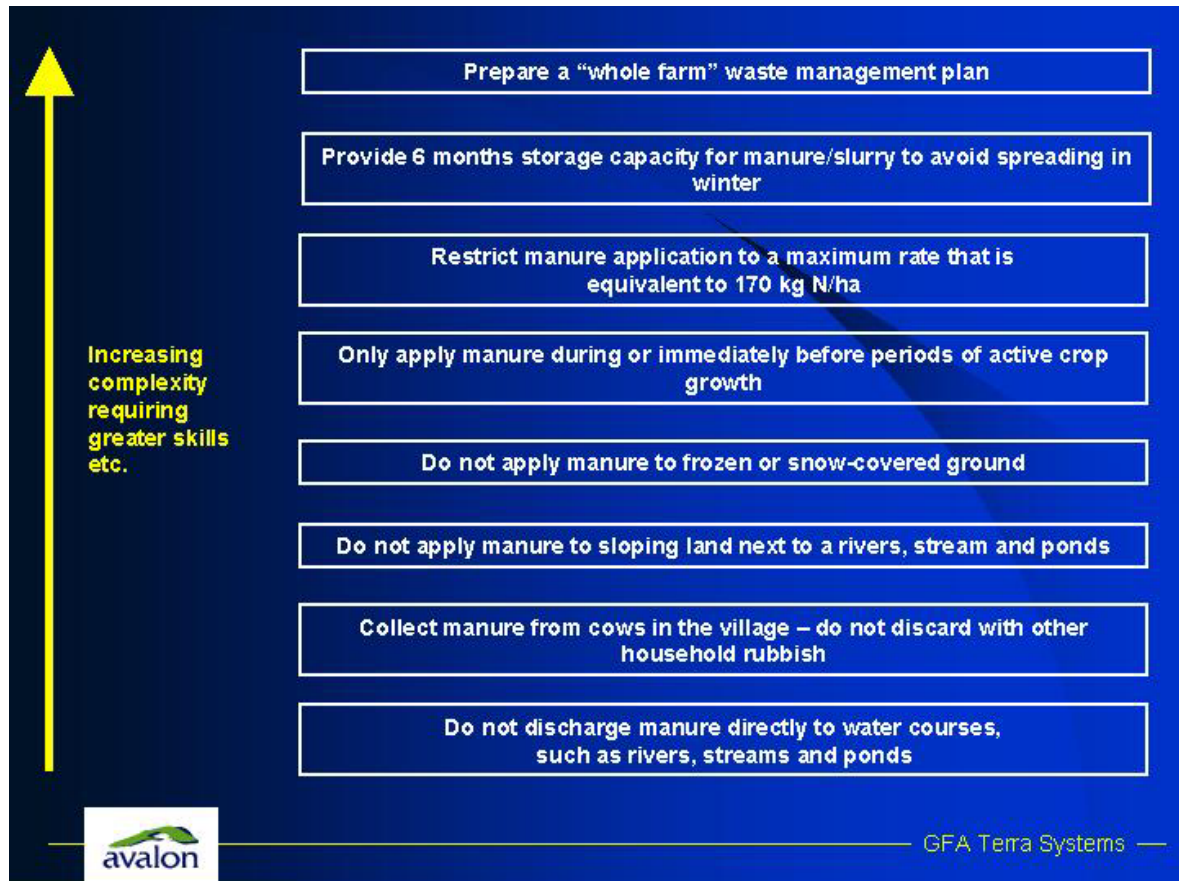 Prepare a “whole farm” waste management plan
Provide 6 months storage capacity for manure/slurry to avoid spreading in
winter
Restrict manure application to a maximum rate that is
equivalent to 170 kg N/ha
Only apply manure during or immediately before periods of active crop
growth
Increasing
complexity
requiring
greater skills
etc.
Do not apply manure to frozen or snow-covered ground
Do not apply manure to sloping land next to a rivers, stream and ponds
Collect manure from cows in the village – do not discard with other
household rubbish
Do not discharge manure directly to water courses,
such as rivers, streams and ponds
avalon
GFA Terra Systems